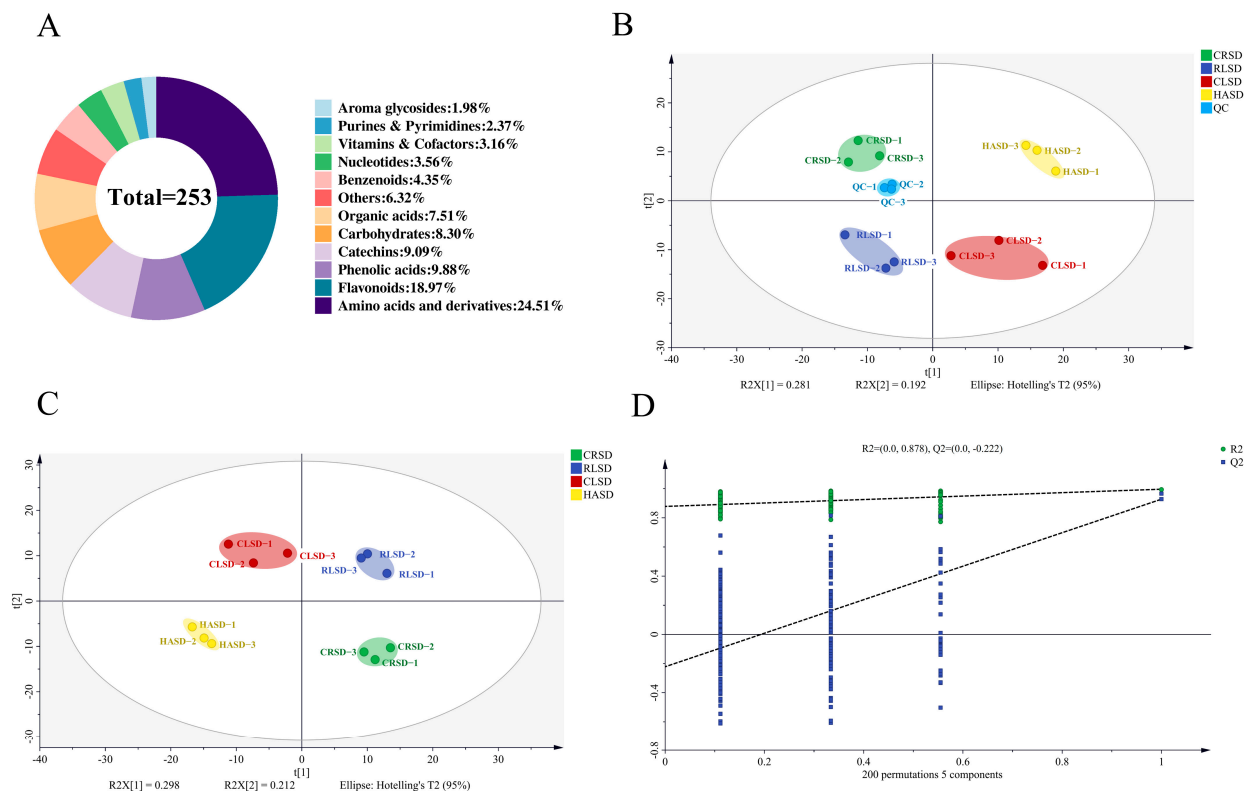 A
Total=253
Aroma glycosides:1.98%
Purines & Pyrimidines:2.37%
Vitamins & Cofactors:3.16%
Nucleotides:3.56%
Benzenoids:4.35%
Others:6.32%
Organic acids:7.51%
Carbohydrates:8.30%
Catechins:9.09%
Phenolic acids:9.88%
Flavonoids:18.97%
Amino acids and derivatives:24.51%
B
CRSD
RLSD
CLSD
HASD
QC
20
10
0
-10
-20
-30
t[2]
CRSD-1
CRSD-2
CRSD-3
HASD-3
HASD-2
HASD-1
QC-1
QC-2
QC-3
RLSD-1
RLSD-2
RLSD-3
CLSD-2
CLSD-3
CLSD-1
-40 -30 -20 -10 0 10 20 30 40
t[1]
R2X[1] = 0.281 R2X[2] = 0.192 Ellipse: Hotelling's T2 (95%)
C
CRSD
RLSD
CLSD
HASD
30
20
10
0
-10
-20
-30
t[2]
CLSD-1
CLSD-2
CLSD-3
RLSD-2
RLSD-3
RLSD-1
HASD-1
HASD-2
HASD-3
CRSD-2
CRSD-3
CRSD-1
-40 -30 -20 -10 0 10 20 30
t[1]
R2X[1] = 0.298 R2X[2] = 0.212 Ellipse: Hotelling's T2 (95%)
D
R2=(0.0, 0.878), Q2=(0.0, -0.222)
R2
Q2
0.8
0.4
0
-0.4
-0.8
0 0.2 0.4 0.6 0.8 1
200 permutations 5 components